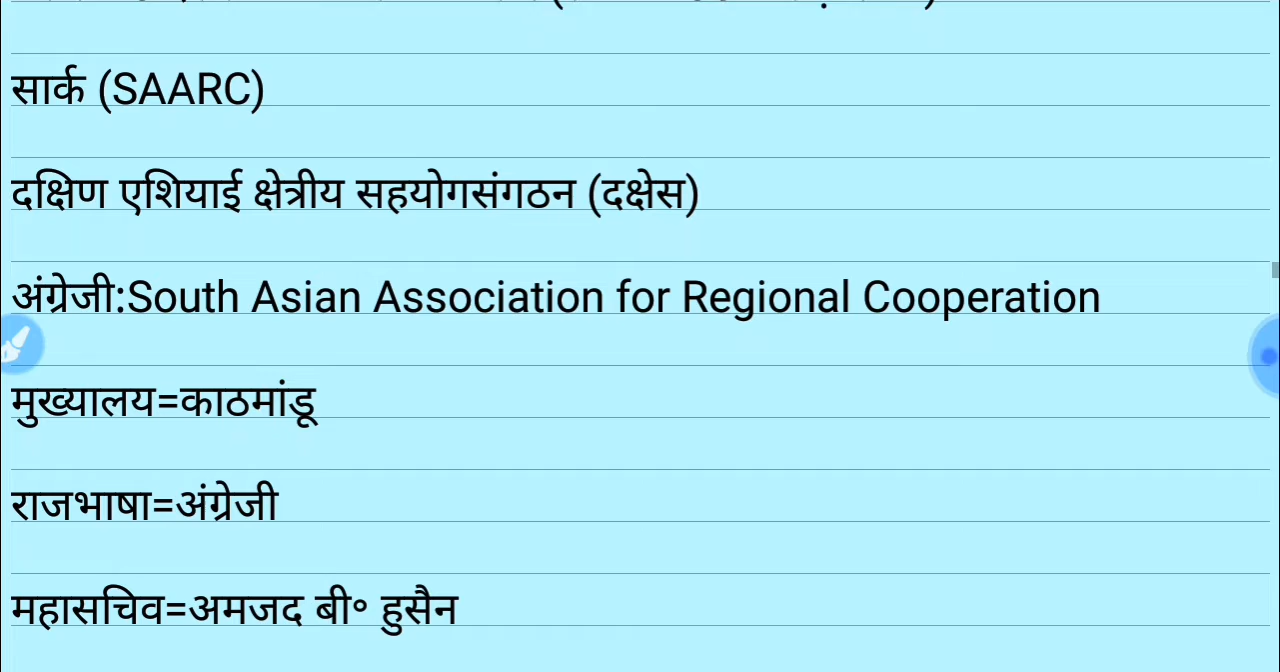 सार्क (SAARC)
दक्षिण एशियाई क्षेत्रीय सहयोगसंगठन (दक्षेस)
अंग्रेजी:South Asian Association for Regional Cooperation
मुख्यालय=काठमांडू
राजभाषा=अंग्रेजी
महासचिव=अमजद बी॰ हुसैन